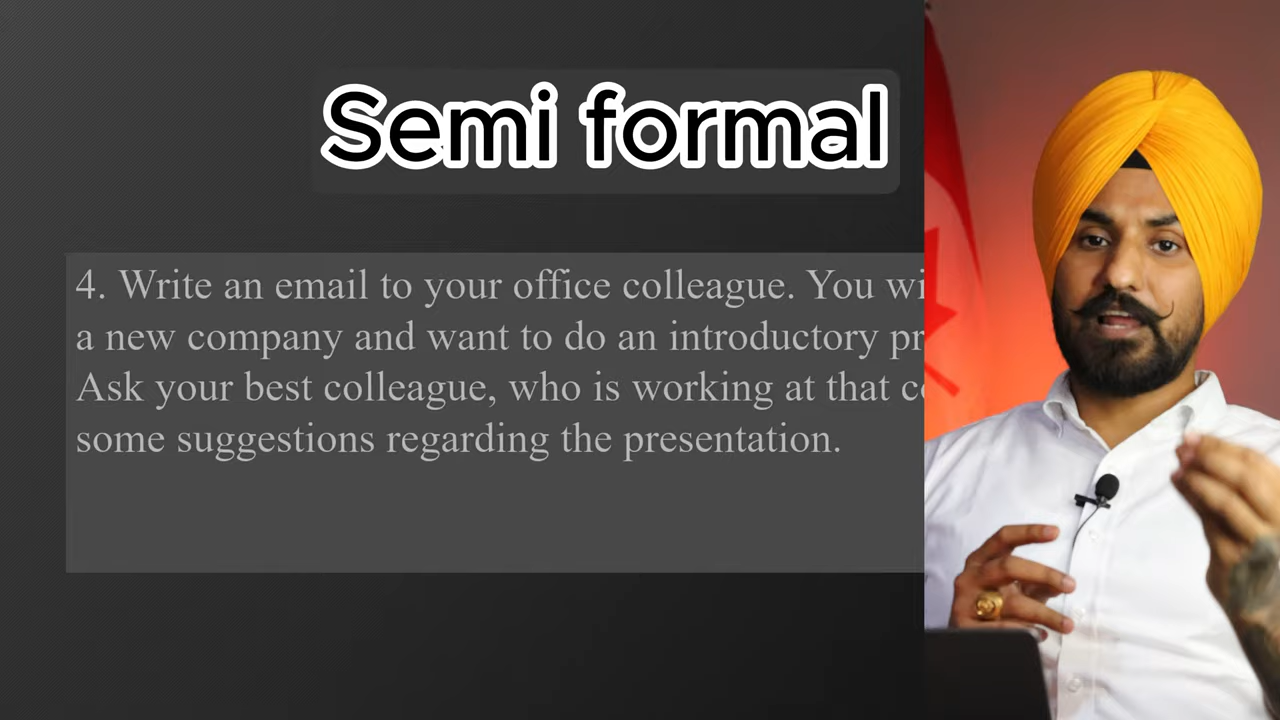 Semi formal
4. Write an email to your office colleague. You
a new company and want to do an introductory
Ask your best colleague, who is working at that
some suggestions regarding the presentation.